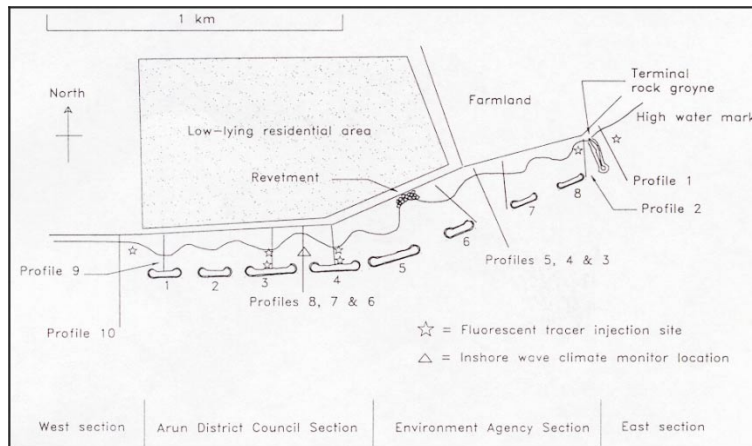 1 km
North
Low-lying residential area
Farmland
Terminal
rock groyne
High water mark
Revetment
Profile 1
Profile 2
8
7
6
Profiles 5, 4 & 3
Profile 9
1
2
3
4
5
Profiles 8, 7 & 6
Profile 10
= Fluorescent tracer injection site
= Inshore wave climate monitor location
West section
Arun District Council Section
Environment Agency Section
East section